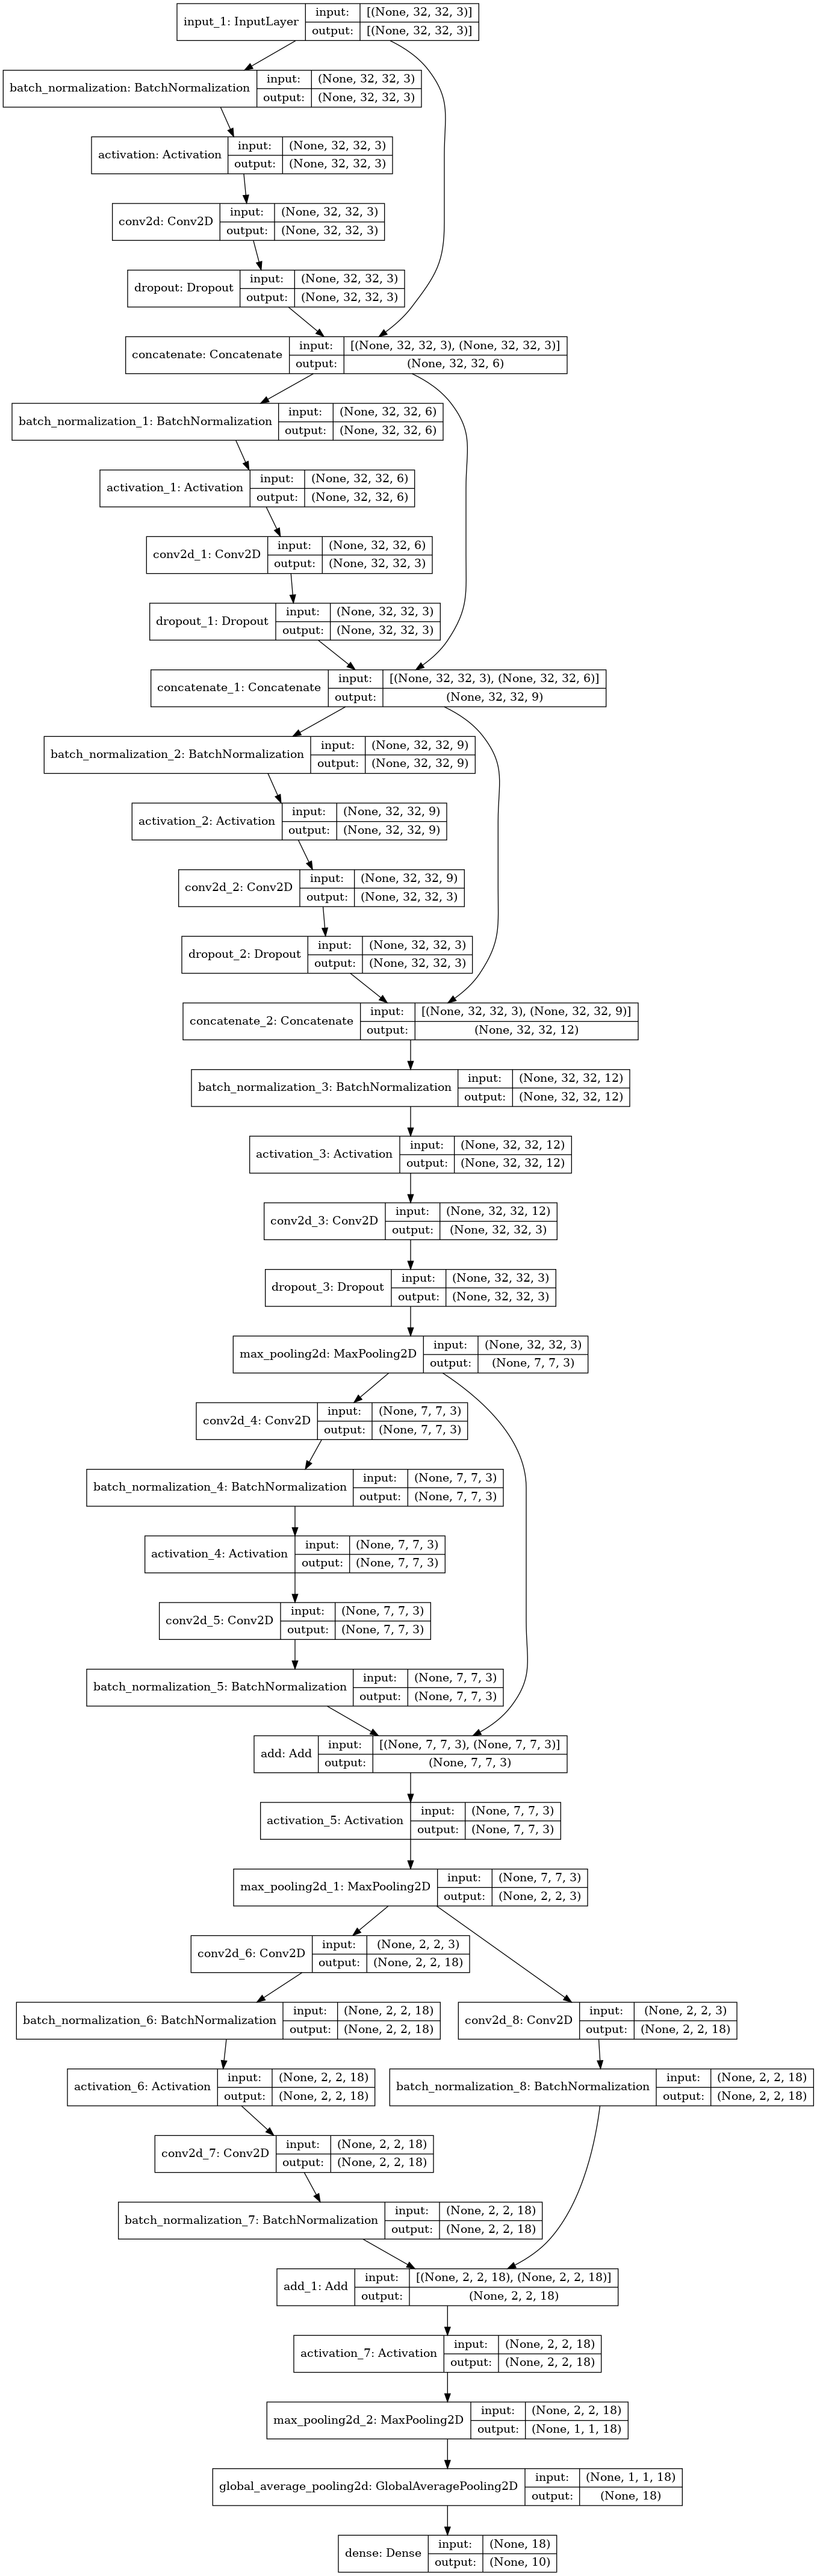 input_1: InputLayer
input: [(None, 32, 32, 3)]
output: [(None, 32, 32, 3)]
batch_normalization: BatchNormalization
input: (None, 32, 32, 3)
output: (None, 32, 32, 3)
activation: Activation
input: (None, 32, 32, 3)
output: (None, 32, 32, 3)
conv2d: Conv2D
input: (None, 32, 32, 3)
output: (None, 32, 32, 3)
dropout: Dropout
input: (None, 32, 32, 3)
output: (None, 32, 32, 3)
concatenate: Concatenate
input: [(None, 32, 32, 3), (None, 32, 32, 3)]
output: (None, 32, 32, 6)
batch_normalization_1: BatchNormalization
input: (None, 32, 32, 6)
output: (None, 32, 32, 6)
activation_1: Activation
input: (None, 32, 32, 6)
output: (None, 32, 32, 6)
conv2d_1: Conv2D
input: (None, 32, 32, 6)
output: (None, 32, 32, 3)
dropout_1: Dropout
input: (None, 32, 32, 3)
output: (None, 32, 32, 3)
concatenate_1: Concatenate
input: [(None, 32, 32, 3), (None, 32, 32, 6)]
output: (None, 32, 32, 9)
batch_normalization_2: BatchNormalization
input: (None, 32, 32, 9)
output: (None, 32, 32, 9)
activation_2: Activation
input: (None, 32, 32, 9)
output: (None, 32, 32, 9)
conv2d_2: Conv2D
input: (None, 32, 32, 9)
output: (None, 32, 32, 3)
dropout_2: Dropout
input: (None, 32, 32, 3)
output: (None, 32, 32, 3)
concatenate_2: Concatenate
input: [(None, 32, 32, 3), (None, 32, 32, 9)]
output: (None, 32, 32, 12)
batch_normalization_3: BatchNormalization
input: (None, 32, 32, 12)
output: (None, 32, 32, 12)
activation_3: Activation
input: (None, 32, 32, 12)
output: (None, 32, 32, 12)
conv2d_3: Conv2D
input: (None, 32, 32, 12)
output: (None, 32, 32, 3)
dropout_3: Dropout
input: (None, 32, 32, 3)
output: (None, 32, 32, 3)
max_pooling2d: MaxPooling2D
input: (None, 32, 32, 3)
output: (None, 7, 7, 3)
conv2d_4: Conv2D
input: (None, 7, 7, 3)
output: (None, 7, 7, 3)
batch_normalization_4: BatchNormalization
input: (None, 7, 7, 3)
output: (None, 7, 7, 3)
activation_4: Activation
input: (None, 7, 7, 3)
output: (None, 7, 7, 3)
conv2d_5: Conv2D
input: (None, 7, 7, 3)
output: (None, 7, 7, 3)
batch_normalization_5: BatchNormalization
input: (None, 7, 7, 3)
output: (None, 7, 7, 3)
add: Add
input: [(None, 7, 7, 3), (None, 7, 7, 3)]
output: (None, 7, 7, 3)
activation_5: Activation
input: (None, 7, 7, 3)
output: (None, 7, 7, 3)
max_pooling2d_1: MaxPooling2D
input: (None, 7, 7, 3)
output: (None, 2, 2, 3)
conv2d_6: Conv2D
input: (None, 2, 2, 3)
output: (None, 2, 2, 18)
batch_normalization_6: BatchNormalization
input: (None, 2, 2, 18)
output: (None, 2, 2, 18)
conv2d_8: Conv2D
input: (None, 2, 2, 3)
output: (None, 2, 2, 18)
activation_6: Activation
input: (None, 2, 2, 18)
output: (None, 2, 2, 18)
batch_normalization_8: BatchNormalization
input: (None, 2, 2, 18)
output: (None, 2, 2, 18)
conv2d_7: Conv2D
input: (None, 2, 2, 18)
output: (None, 2, 2, 18)
batch_normalization_7: BatchNormalization
input: (None, 2, 2, 18)
output: (None, 2, 2, 18)
add_1: Add
input: [(None, 2, 2, 18), (None, 2, 2, 18)]
output: (None, 2, 2, 18)
activation_7: Activation
input: (None, 2, 2, 18)
output: (None, 2, 2, 18)
max_pooling2d_2: MaxPooling2D
input: (None, 2, 2, 18)
output: (None, 1, 1, 18)
global_average_pooling2d: GlobalAveragePooling2D
input: (None, 1, 1, 18)
output: (None, 18)
dense: Dense
input: (None, 18)
output: (None, 10)